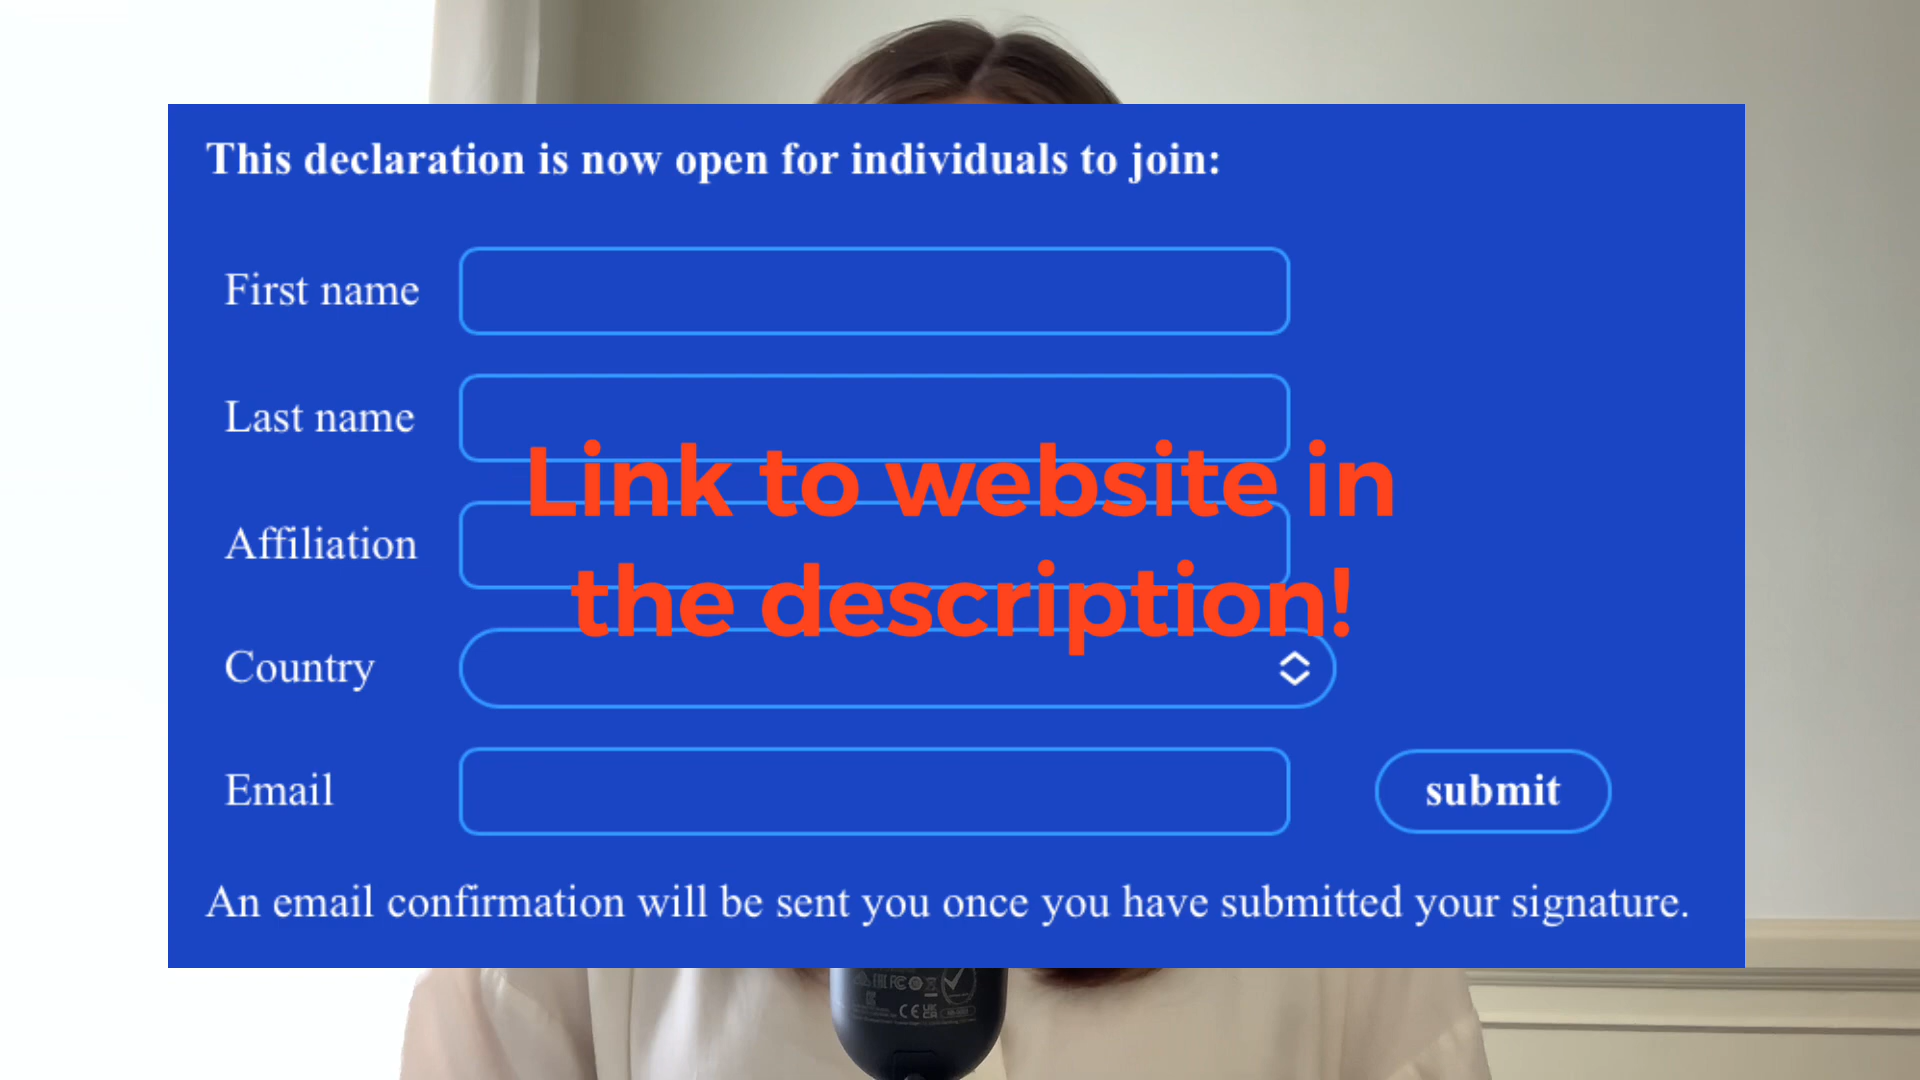 This declaration is now open for individuals to join:
First name
Last name
Link to website in
Affiliation
the description!
Country
Email
submit
An email confirmation will be sent you once you have submitted your signature.